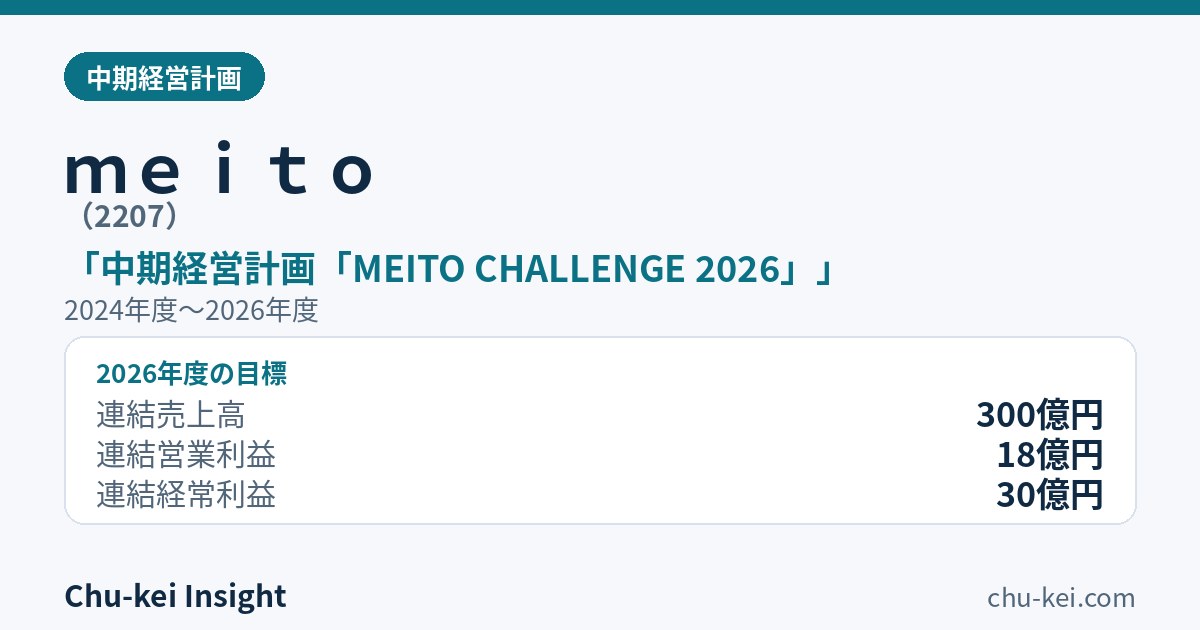 中期経営計画
ｍｅｉｔｏ
（2207）
「中期経営計画「MEITO CHALLENGE 2026」」
2024年度～2026年度
2026年度の目標
連結売上高 300億円
連結営業利益 18億円
連結経常利益 30億円
Chu-kei Insight chu-kei.com